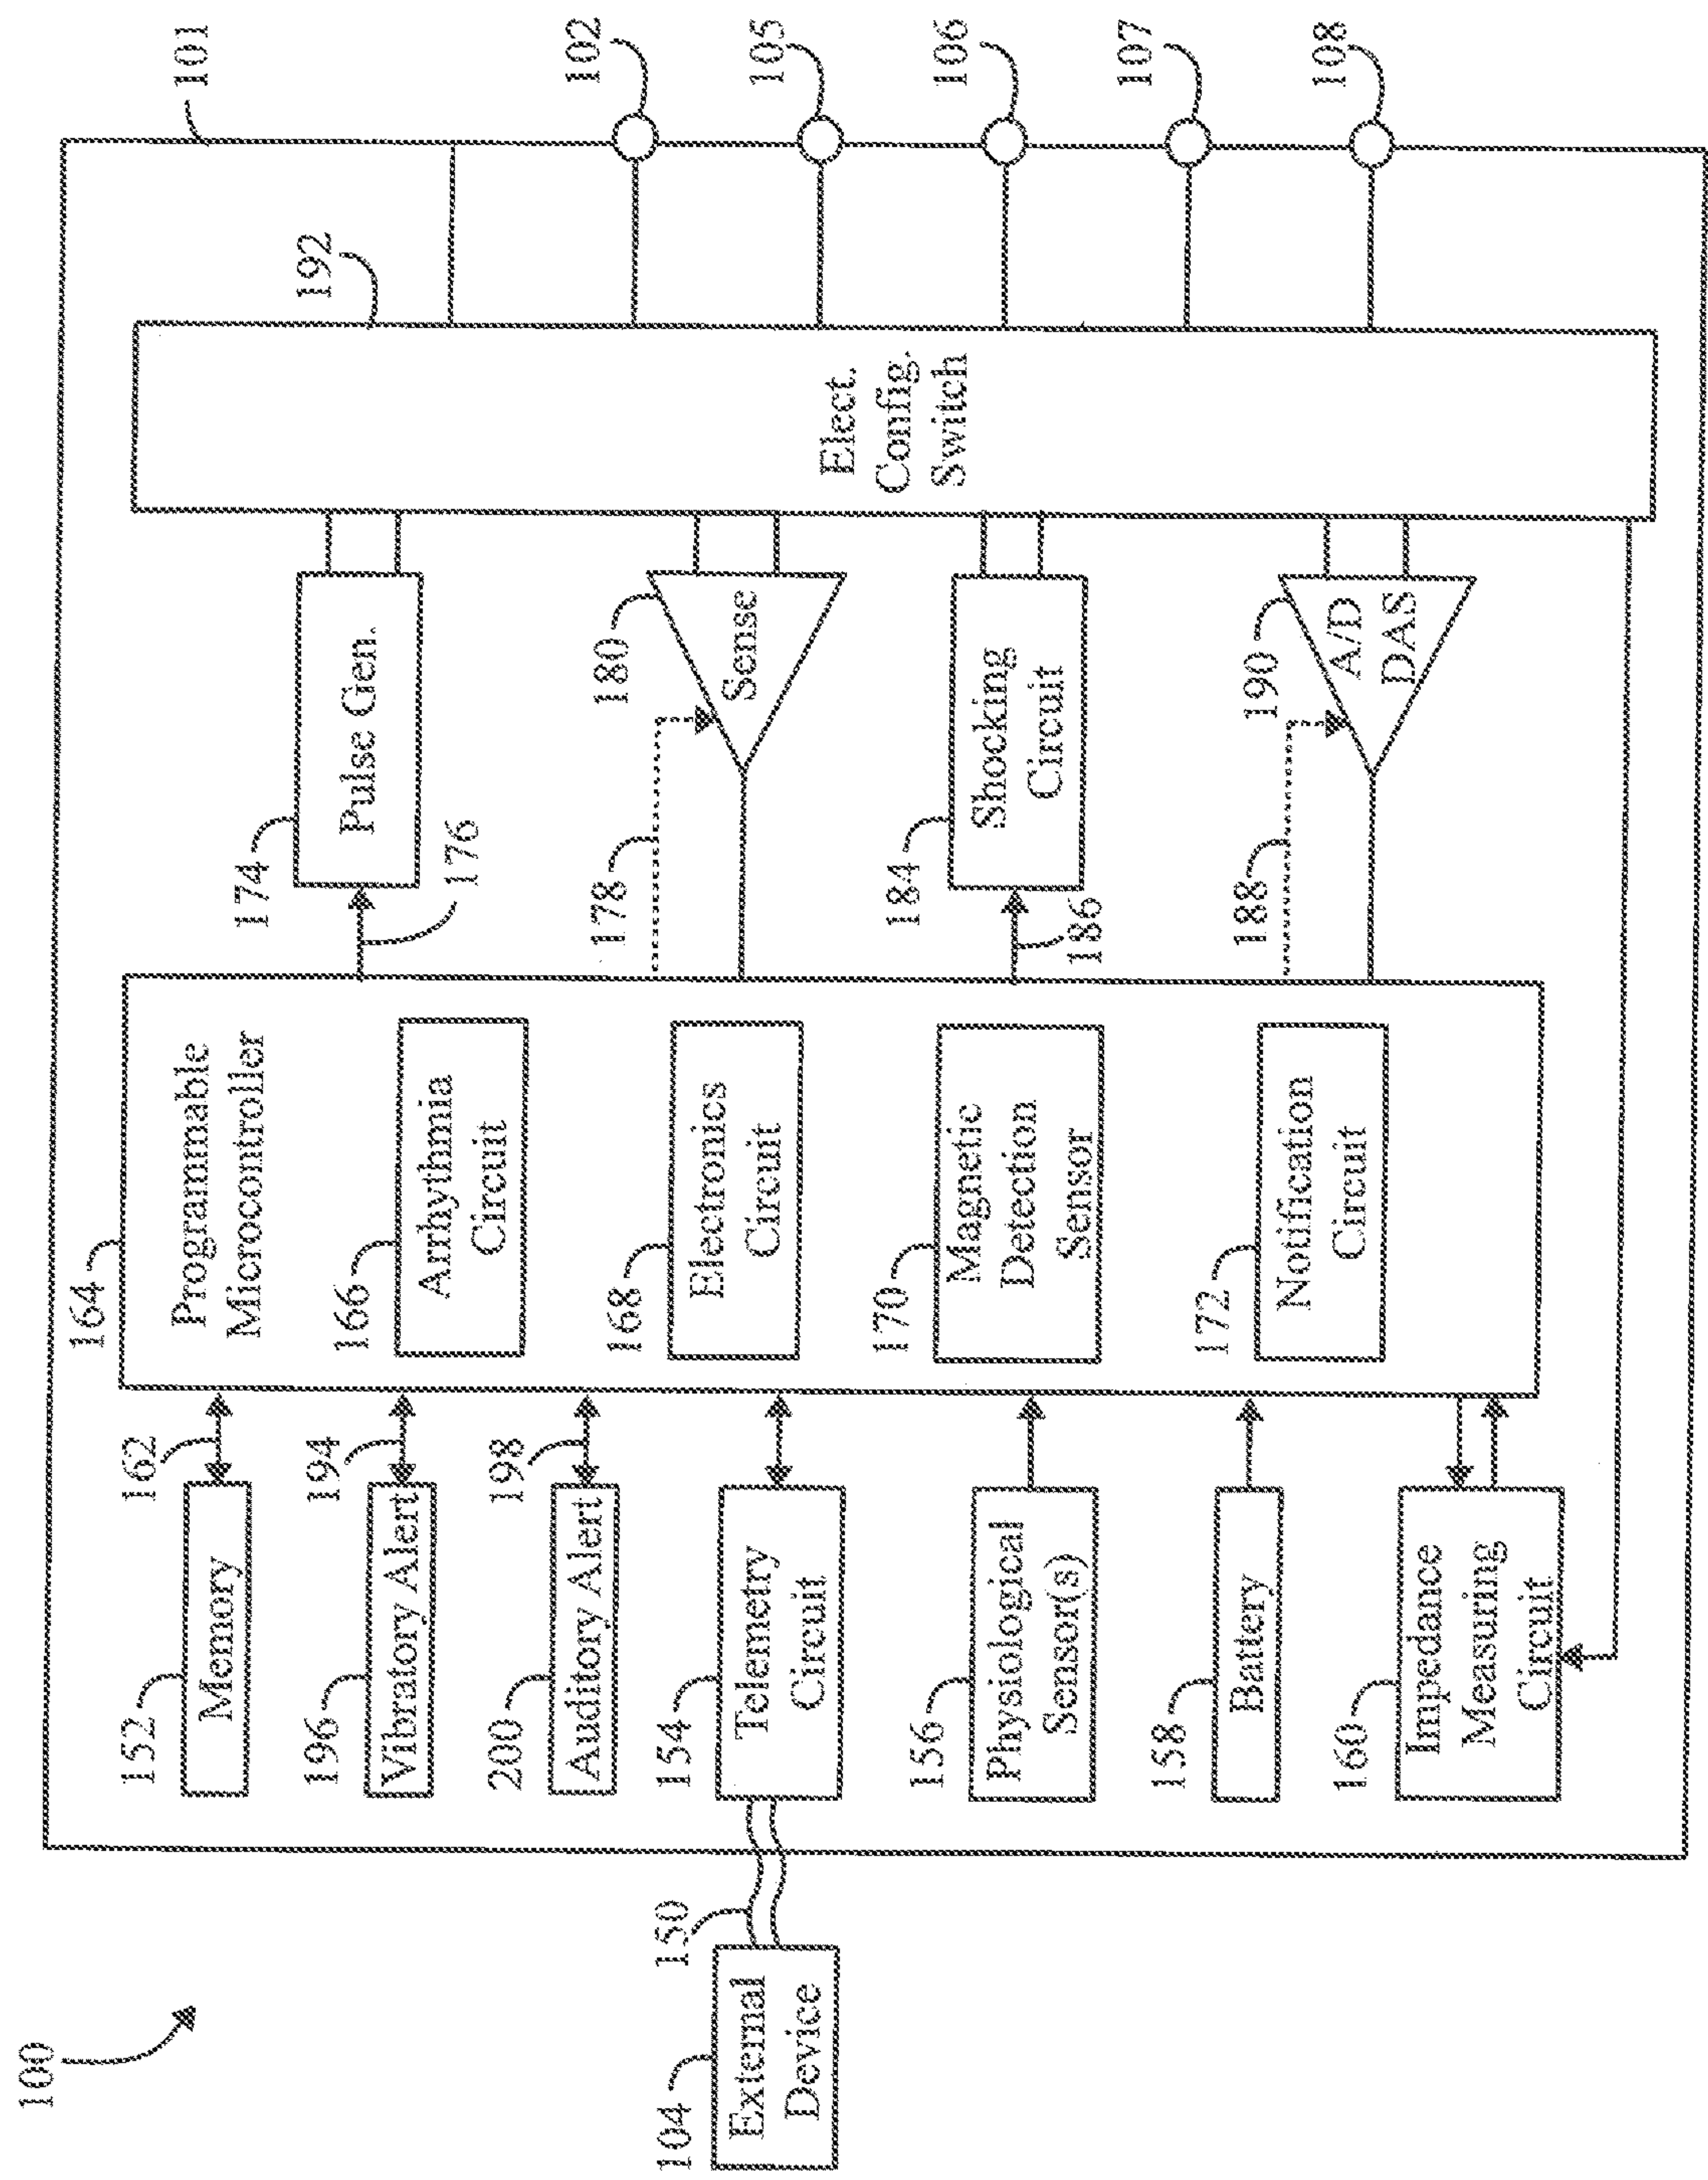 100
104
External
Device
150
152
Memory
162
196
Vibratory Alert
194
200
Auditory Alert
198
154
Telemetry
Circuit
156
Physiological
Sensor(s)
158
Battery
160
Impedance
Measuring
Circuit
164
Programmable
Microcontroller
166
Arrhythmia
Circuit
168
Electronics
Circuit
170
Magnetic
Detection
Sensor
172
Notification
Circuit
174
Pulse Gen.
176
178
180
Sense
184
Shocking
Circuit
186
188
190
A/D
DAS
192
Elect.
Config.
Switch
101
102
105
106
107
108